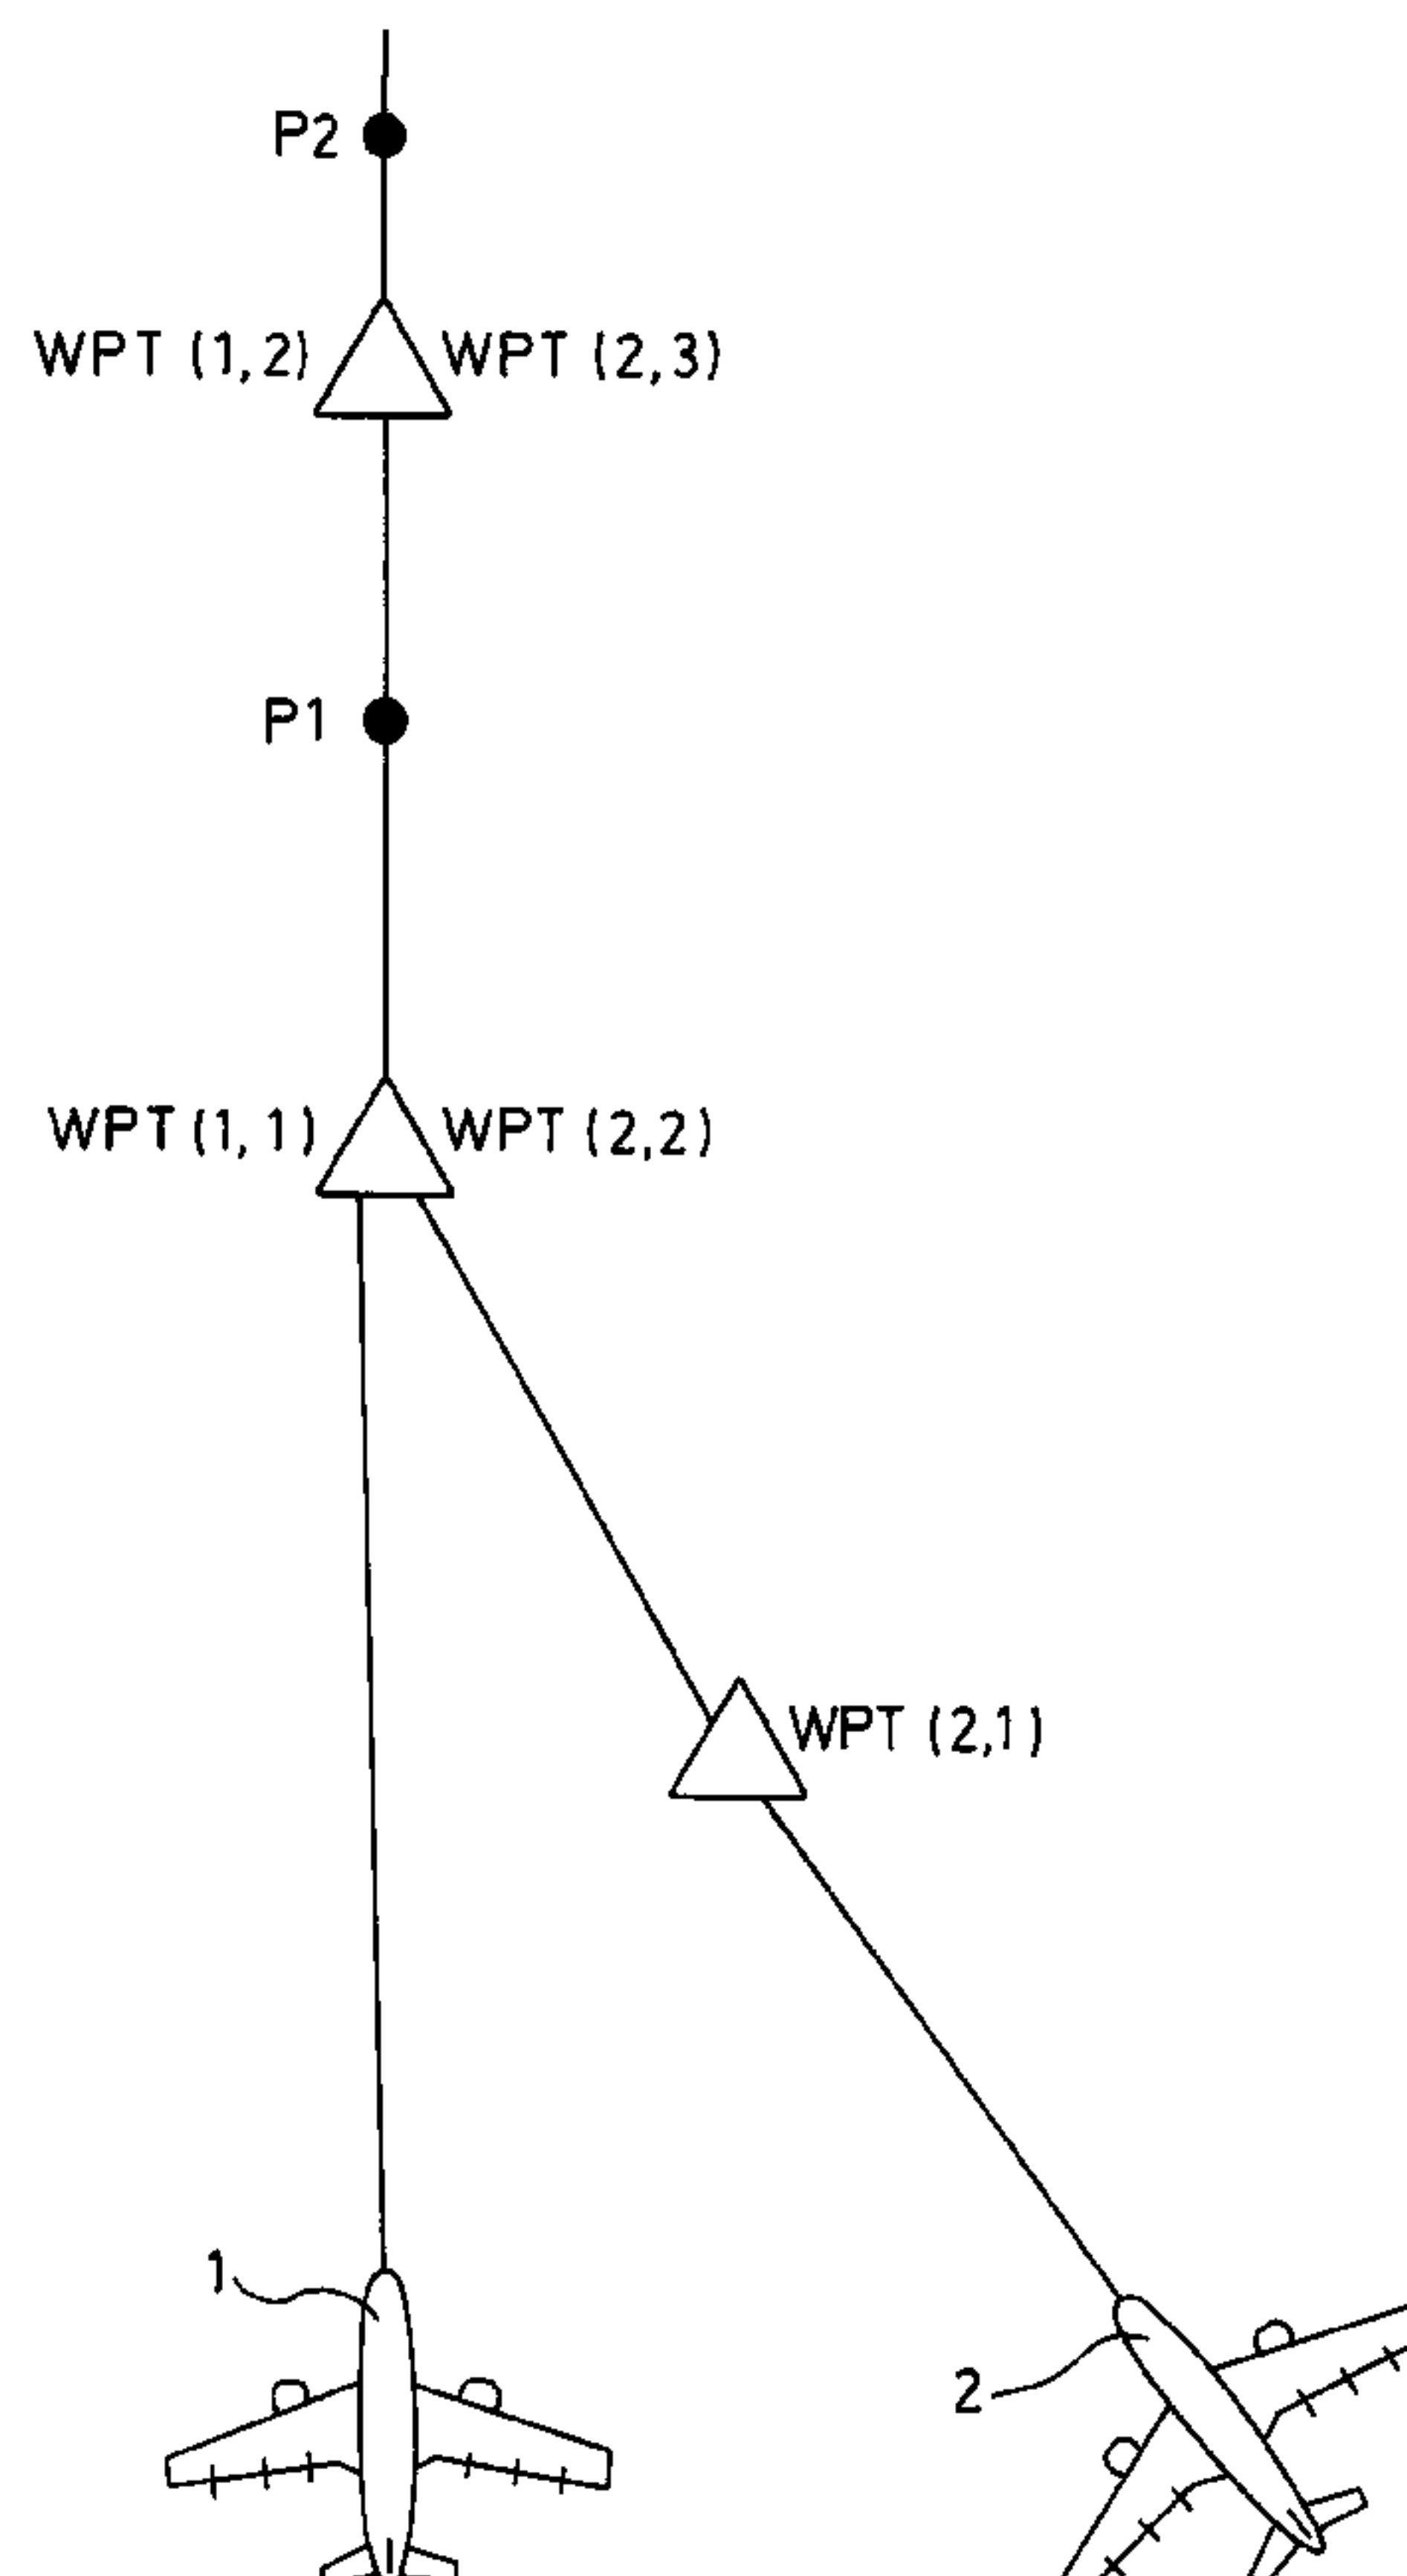 P2
WPT (1,2) WPT (2,3)
P1
WPT (1,1) WPT (2,2)
WPT (2,1)
1
2